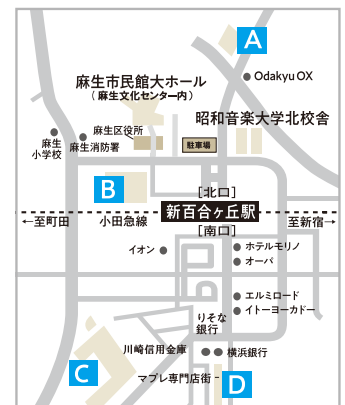 A
Odakyu OX
麻生市民館大ホール
（麻生文化センター内）
昭和音楽大学北校舎
麻生
小学校
麻生区役所
麻生消防署
駐車場
B
［北口］
新百合ヶ丘駅
［南口］
←至町田
小田急線
至新宿→
イオン
ホテルモリノ
オーパ
エルミロード
イトーヨーカドー
りそな
銀行
川崎信用金庫
横浜銀行
C
マプレ専門店街
D